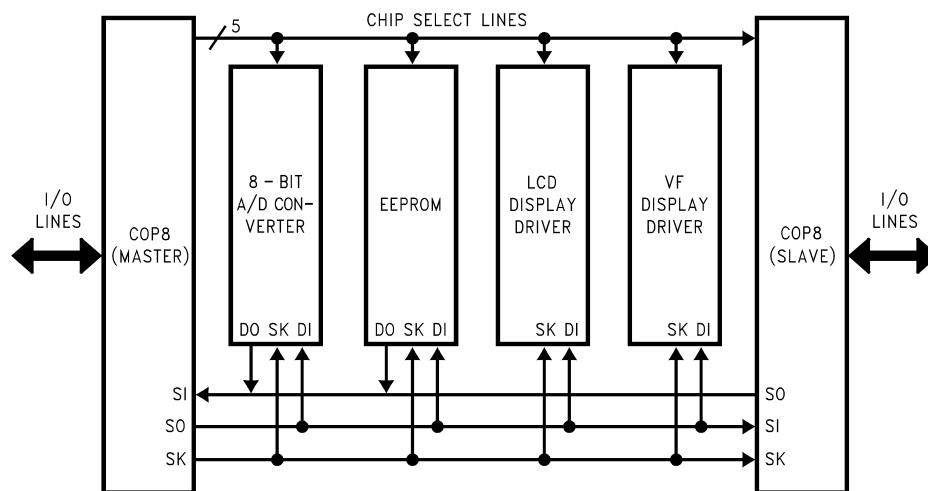 5
CHIP SELECT LINES
I/O
LINES
COP8
(MASTER)
8 – BIT
A/D CON–
VERTER
EEPROM
LCD
DISPLAY
DRIVER
VF
DISPLAY
DRIVER
COP8
(SLAVE)
I/O
LINES
DO SK DI
DO SK DI
SK DI
SK DI
SI
SO
SO
SI
SK
SK